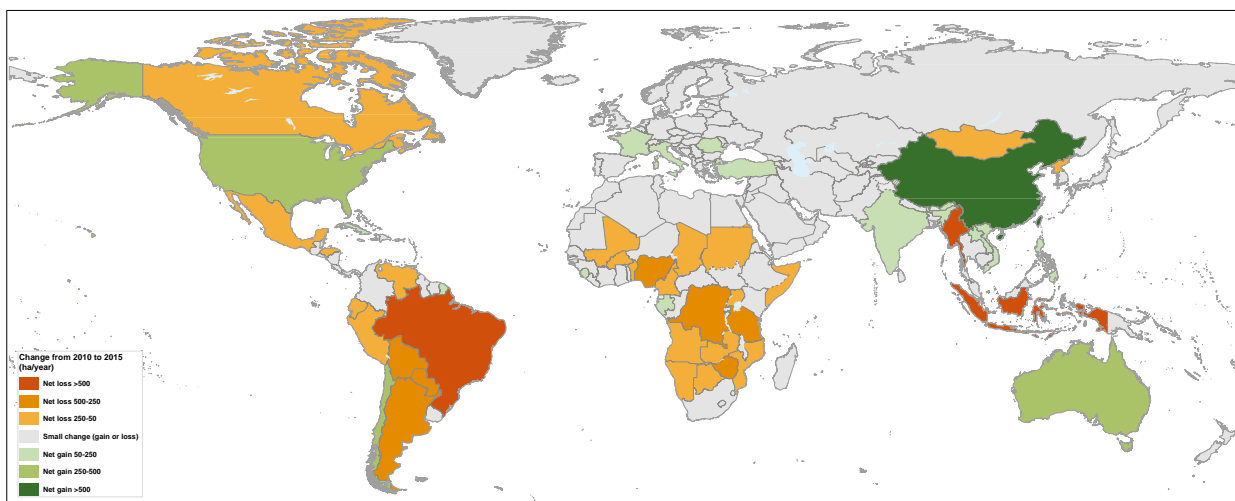 Change from 2010 to 2015
(ha/year)
Net loss >500
Net loss 500-250
Net loss 250-50
Small change (gain or loss)
Net gain 50-250
Net gain 250-500
Net gain >500